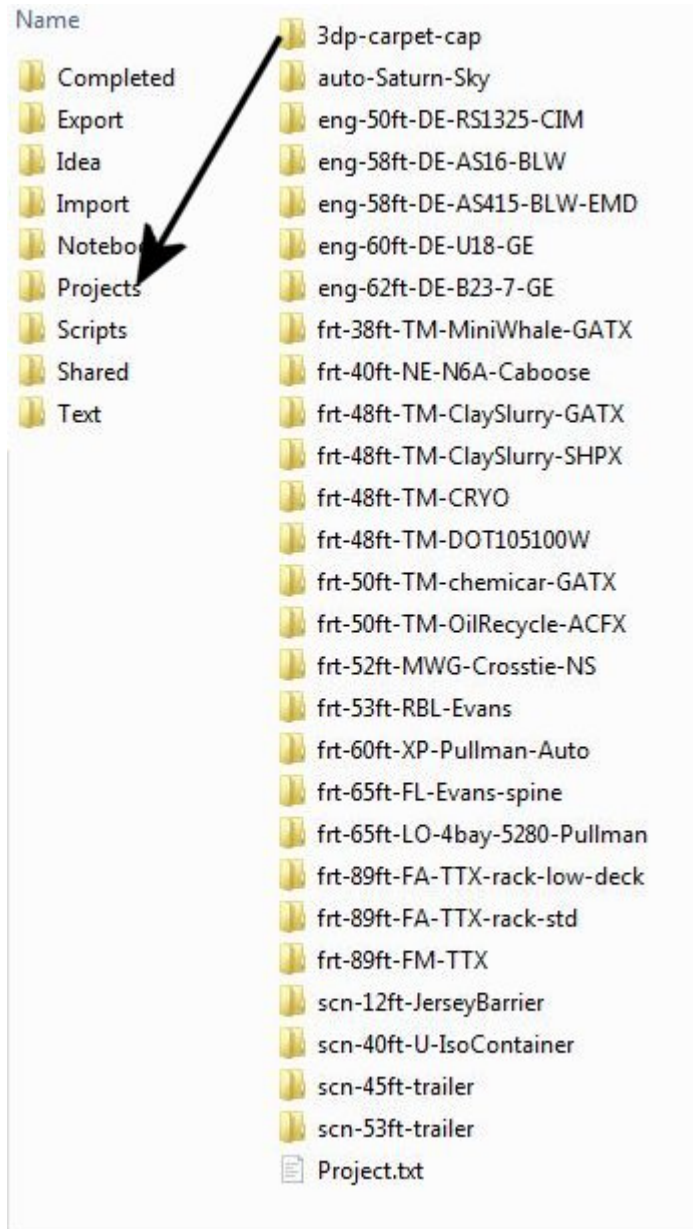 Name
Completed
Export
Idea
Import
Projects
Scripts
Shared
Text
3dp-carpet-cap
auto-Saturn-Sky
eng-50ft-DE-RS1325-CIM
eng-58ft-DE-AS16-BLW
eng-58ft-DE-AS415-BLW-EMD
eng-60ft-DE-U18-GE
eng-62ft-DE-B23-7-GE
frt-38ft-TM-MiniWhale-GATX
frt-40ft-NE-N6A-Caboose
frt-48ft-TM-ClaySlurry-GATX
frt-48ft-TM-ClaySlurry-SHPX
frt-48ft-TM-CRYO
frt-48ft-TM-DOT105100W
frt-50ft-TM-chemicar-GATX
frt-50ft-TM-OilRecycle-ACFX
frt-52ft-MWG-Crosstie-NS
frt-53ft-RBL-Evans
frt-60ft-XP-Pullman-Auto
frt-65ft-FL-Evans-spine
frt-65ft-LO-4bay-5280-Pullman
frt-89ft-FA-TTX-rack-low-deck
frt-89ft-FA-TTX-rack-std
frt-89ft-FM-TTX
scn-12ft-JerseyBarrier
scn-40ft-U-IsoContainer
scn-45ft-trailer
scn-53ft-trailer
Project.txt